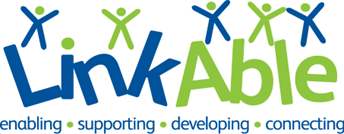 LinkAble
enabling • supporting • developing • connecting